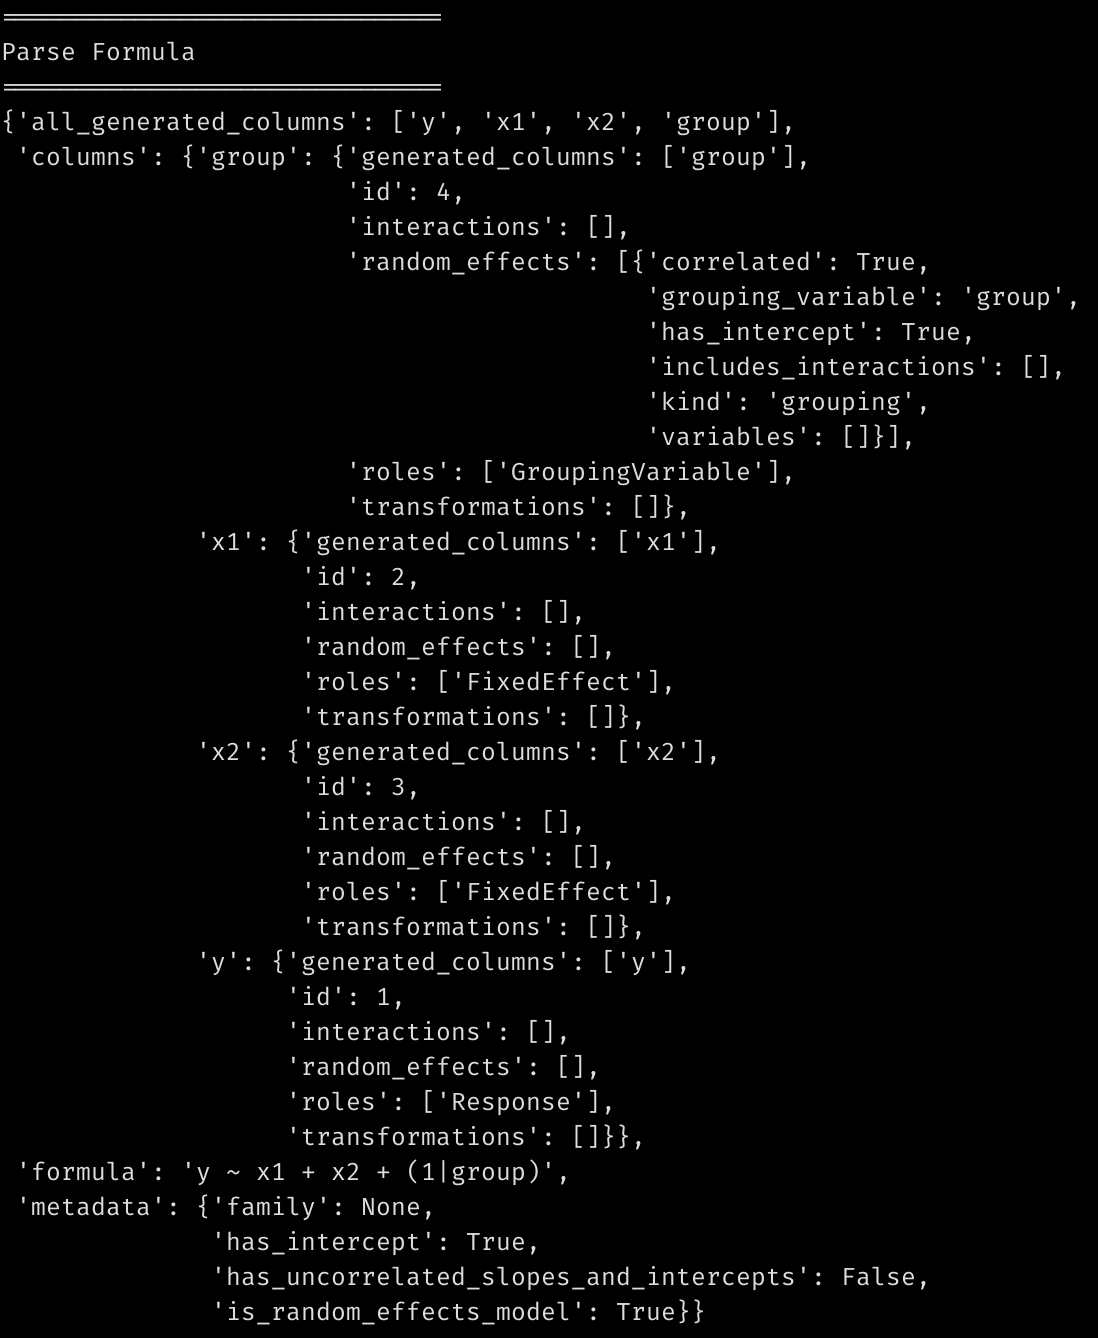 ==============================
Parse Formula
==============================
{'all_generated_columns': ['y', 'x1', 'x2', 'group'],
 'columns': {'group': {'generated_columns': ['group'],
                       'id': 4,
                       'interactions': [],
                       'random_effects': [{'correlated': True,
                                           'grouping_variable': 'group',
                                           'has_intercept': True,
                                           'includes_interactions': [],
                                           'kind': 'grouping',
                                           'variables': []}],
                       'roles': ['GroupingVariable'],
                       'transformations': []},
             'x1': {'generated_columns': ['x1'],
                    'id': 2,
                    'interactions': [],
                    'random_effects': [],
                    'roles': ['FixedEffect'],
                    'transformations': []},
             'x2': {'generated_columns': ['x2'],
                    'id': 3,
                    'interactions': [],
                    'random_effects': [],
                    'roles': ['FixedEffect'],
                    'transformations': []},
             'y': {'generated_columns': ['y'],
                   'id': 1,
                   'interactions': [],
                   'random_effects': [],
                   'roles': ['Response'],
                   'transformations': []}},
 'formula': 'y ~ x1 + x2 + (1|group)',
 'metadata': {'family': None,
              'has_intercept': True,
              'has_uncorrelated_slopes_and_intercepts': False,
              'is_random_effects_model': True}}